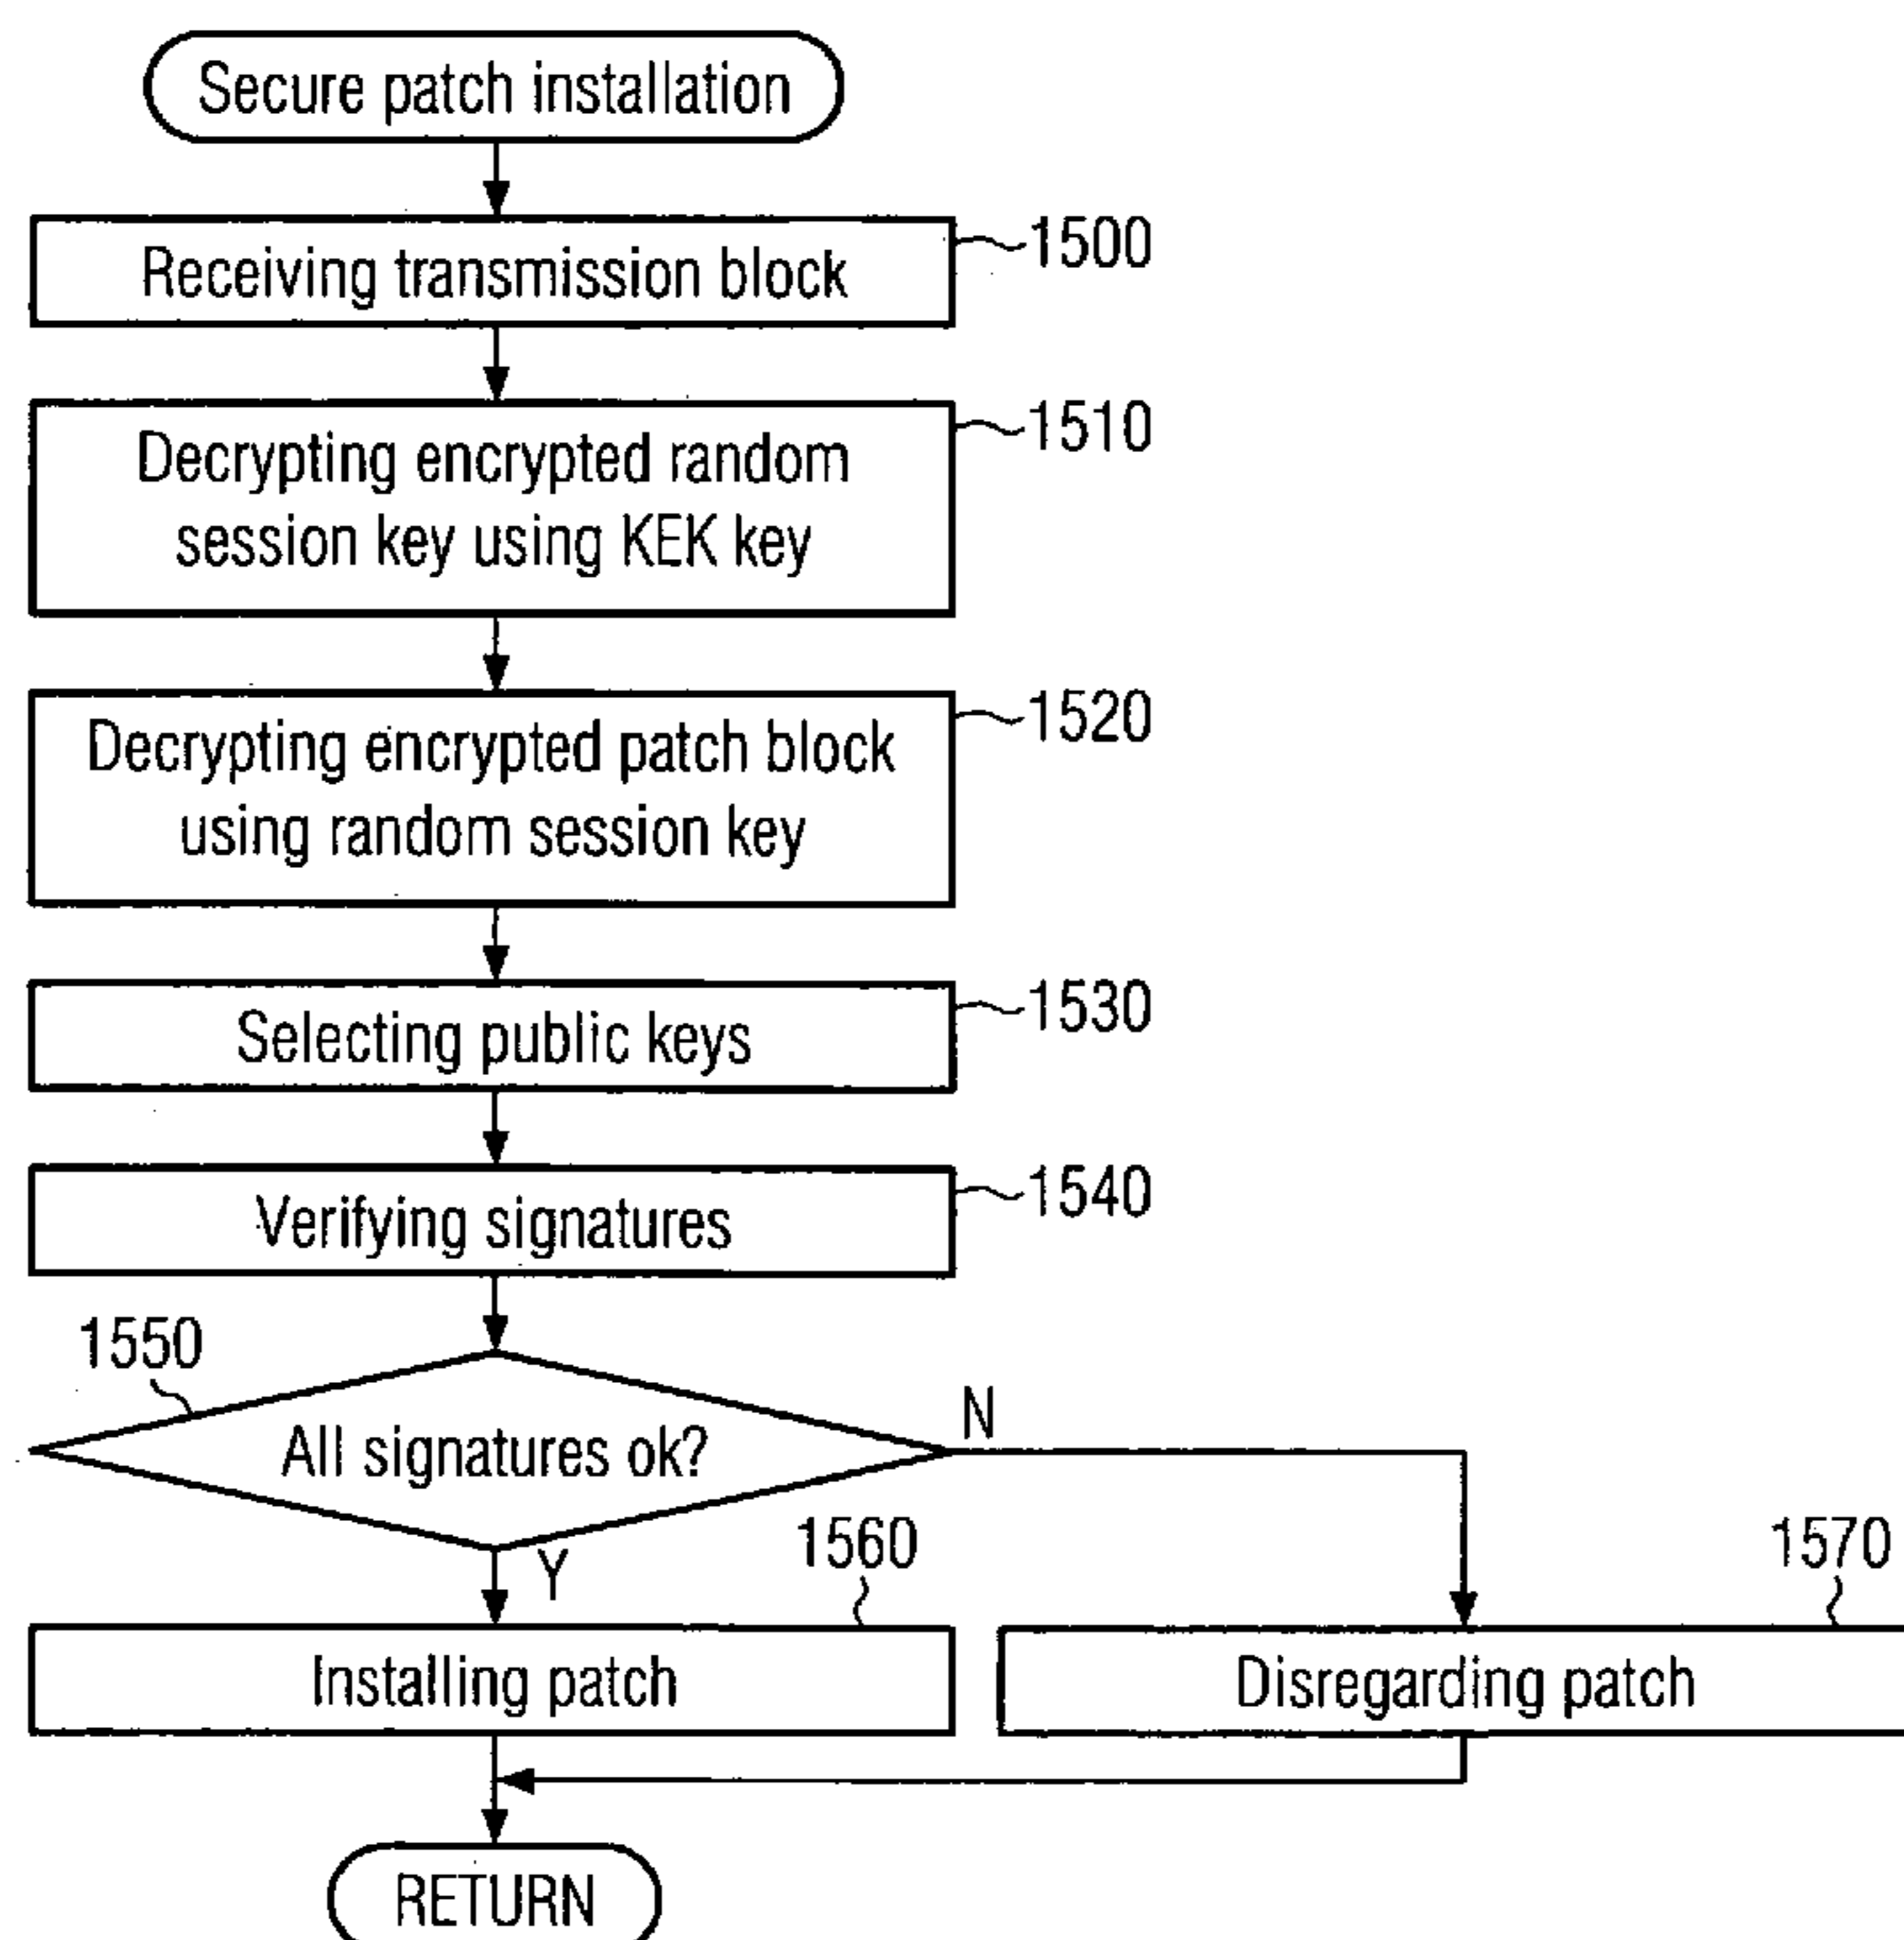 Secure patch installation
Receiving transmission block
1500
Decrypting encrypted random
session key using KEK key
1510
Decrypting encrypted patch block
using random session key
1520
Selecting public keys
1530
Verifying signatures
1540
1550
All signatures ok?
N
Y
1560
1570
Installing patch
Disregarding patch
RETURN